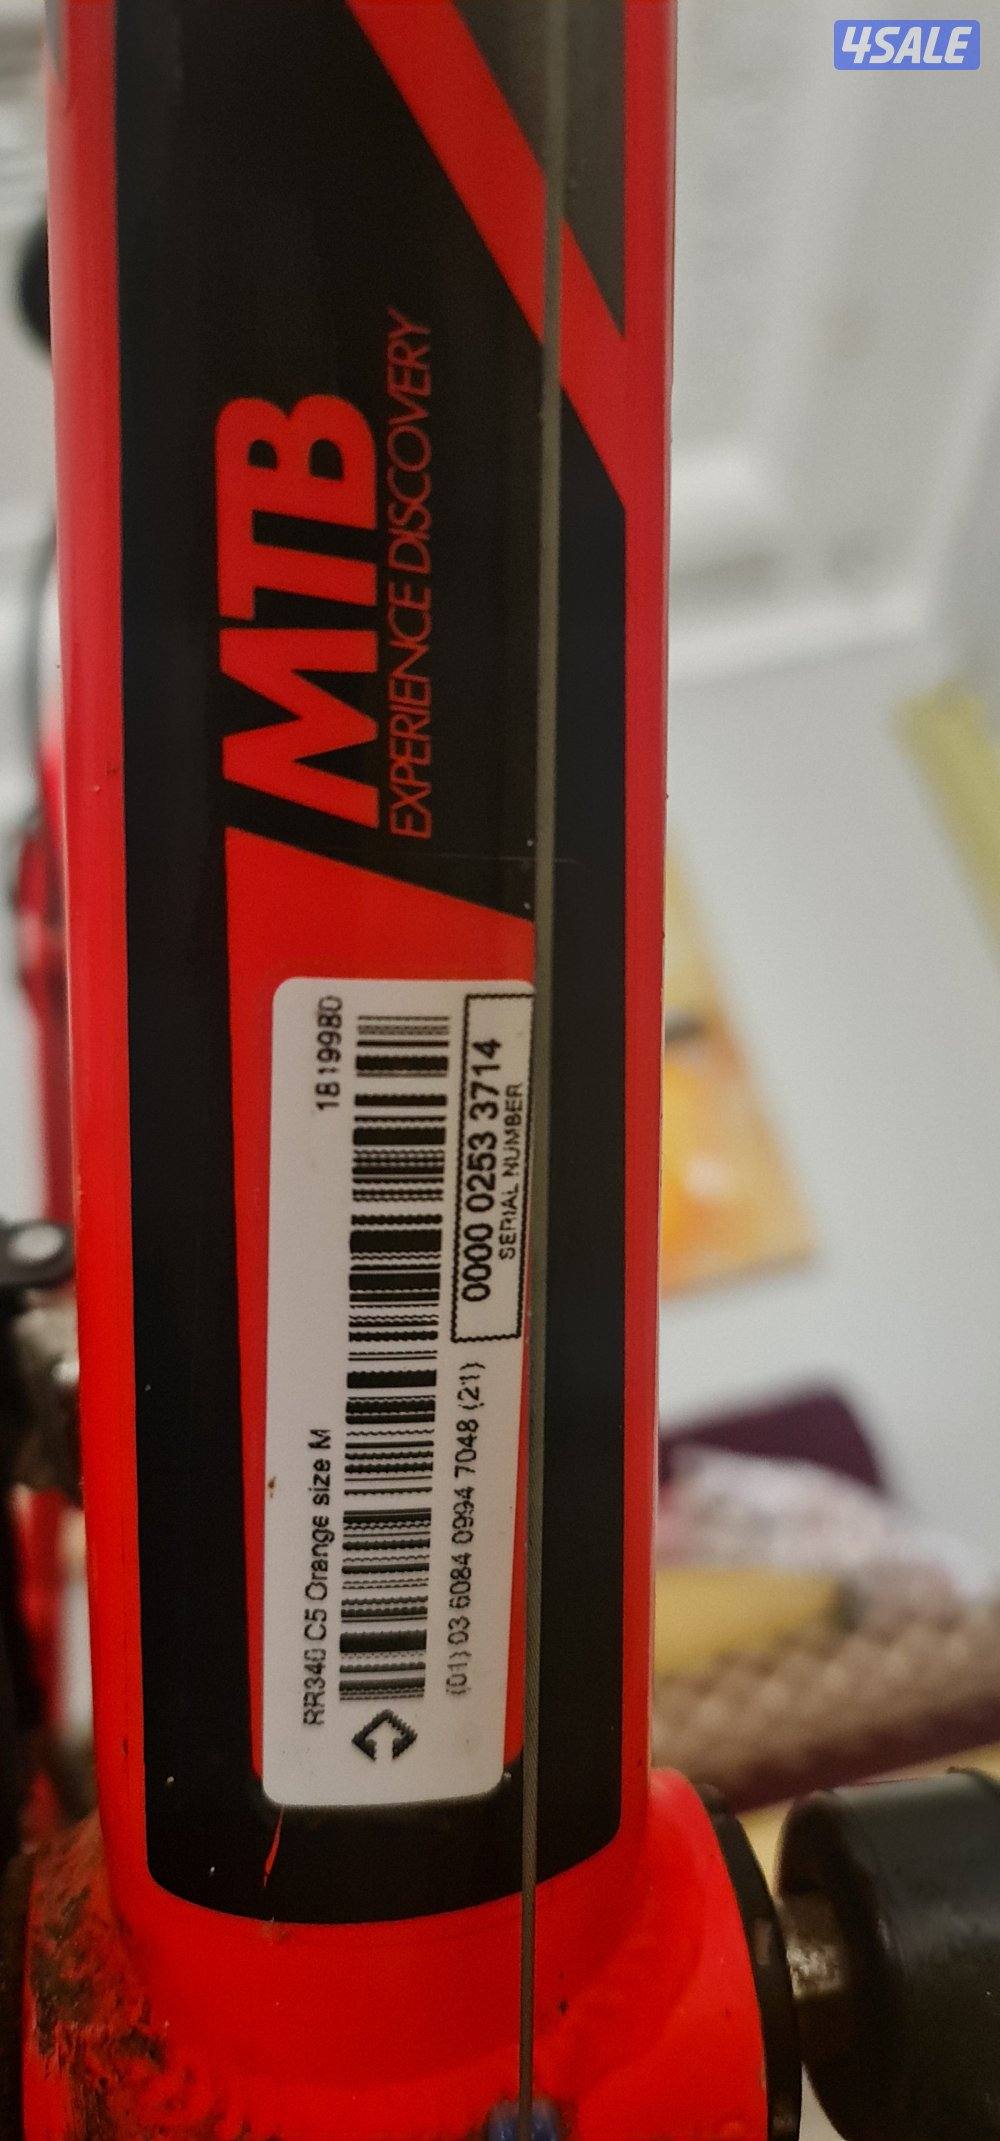 4SALE
MTB
EXPERIENCE DISCOVERY
RR340 C5 Orange size M
1819980
(01) 03 6084 0994 7048 (21)
0000 0253 3714
SERIAL NUMBER